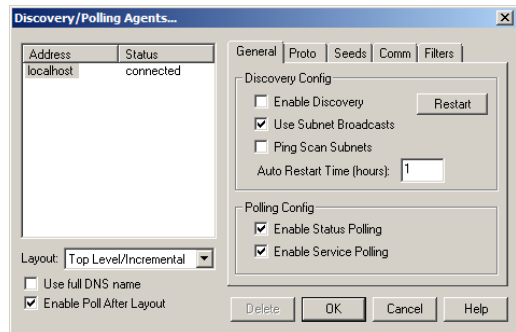 Discovery/Polling Agents...
Address Status
localhost connected
Layout: Top Level/Incremental
Use full DNS name
Enable Poll After Layout
General Proto Seeds Comm Filters
Discovery Config
Enable Discovery Restart
Use Subnet Broadcasts
Ping Scan Subnets
Auto Restart Time (hours): 1
Polling Config
Enable Status Polling
Enable Service Polling
Delete OK Cancel Help